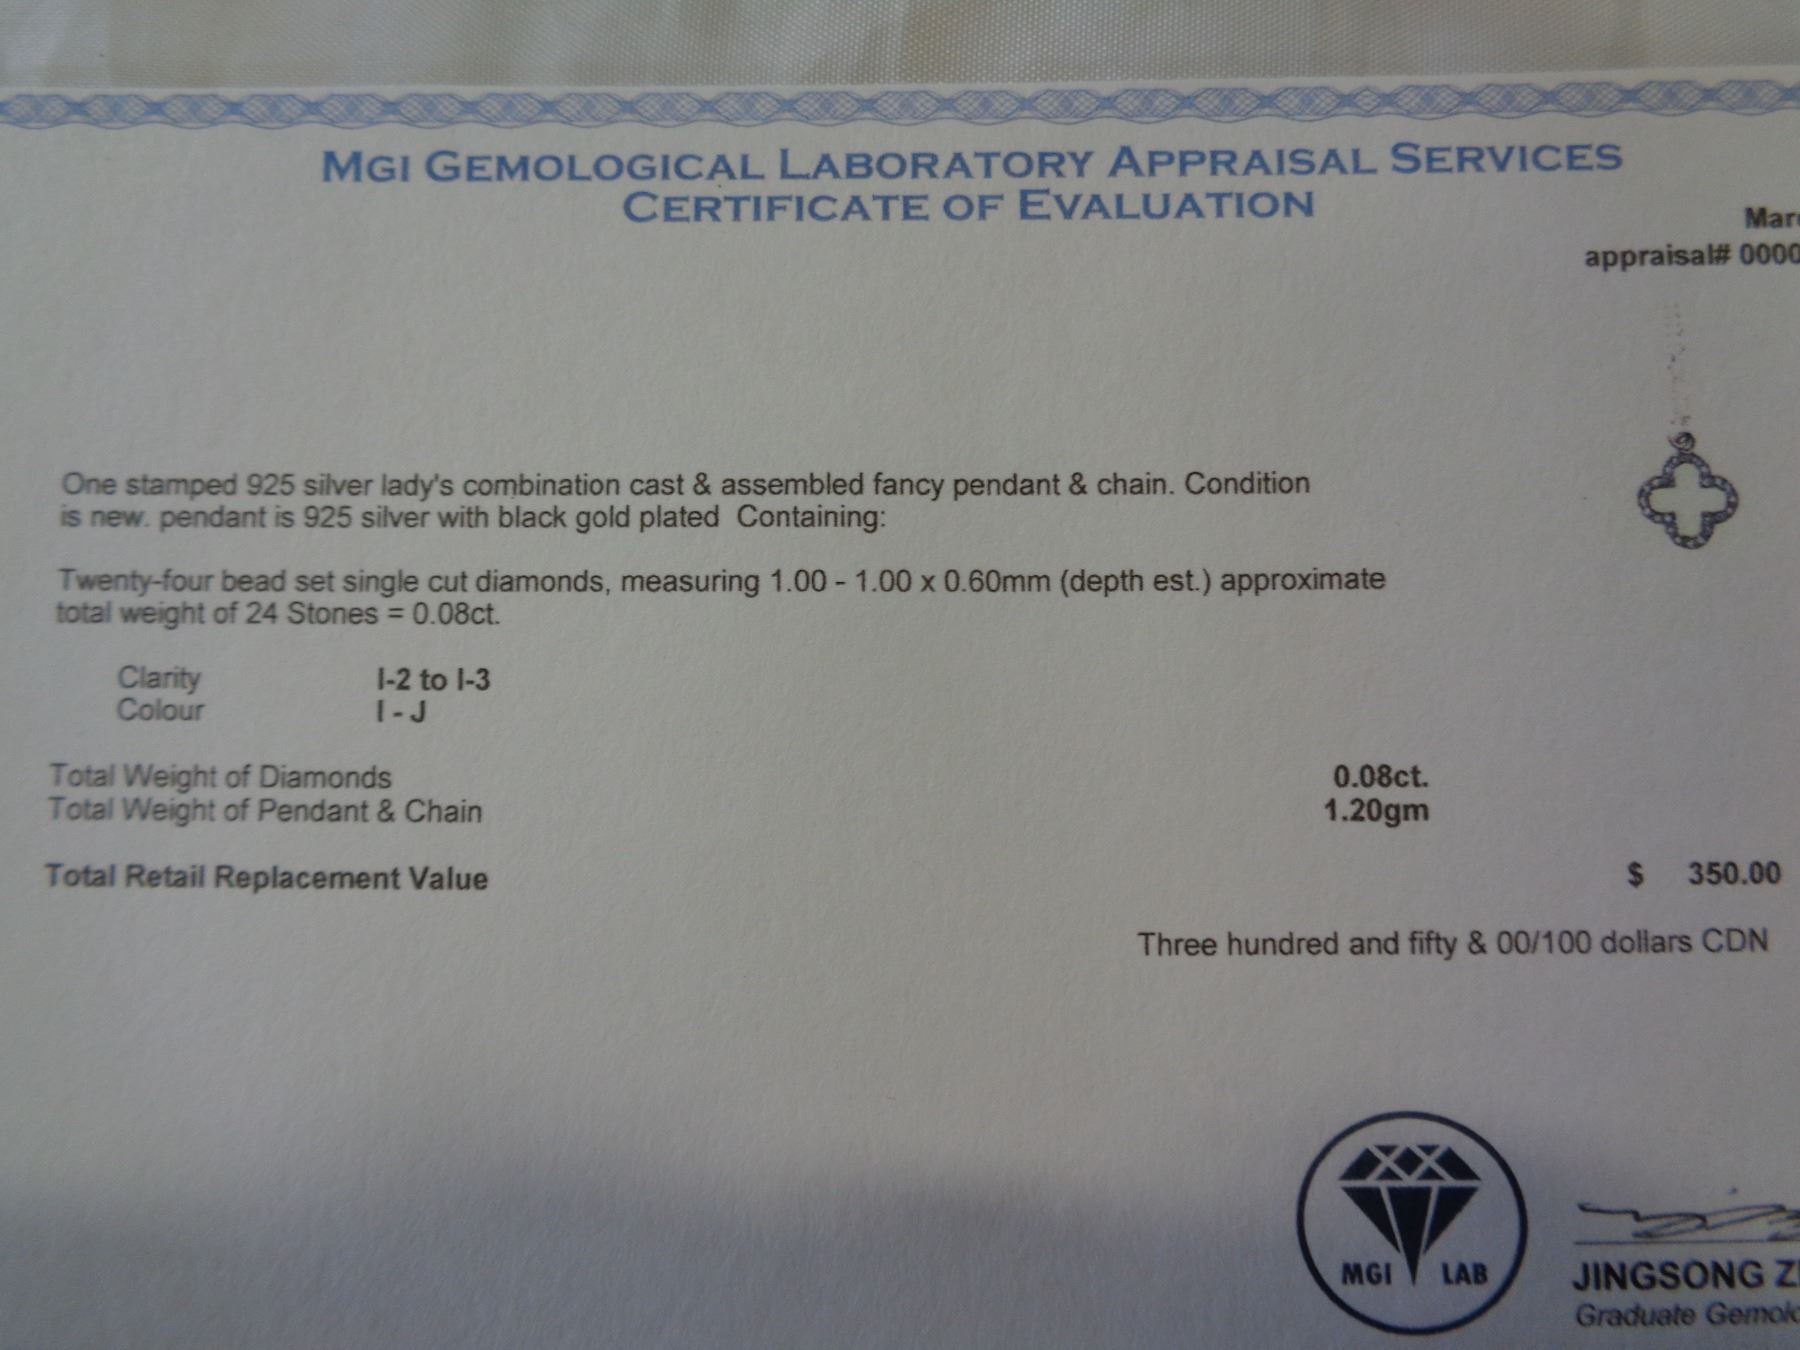 MGI GEMOLOGICAL LABORATORY APPRAISAL SERVICES
CERTIFICATE OF EVALUATION
appraisal# 0000
One stamped 925 silver lady's combination cast & assembled fancy pendant & chain. Condition
is new. pendant is 925 silver with black gold plated Containing:
Twenty-four bead set single cut diamonds, measuring 1.00 - 1.00 x 0.60mm (depth est.) approximate
total weight of 24 Stones = 0.08ct.
Clarity I-2 to I-3
Colour I - J
Total Weight of Diamonds 0.08ct.
Total Weight of Pendant & Chain 1.20gm
Total Retail Replacement Value $ 350.00
Three hundred and fifty & 00/100 dollars CDN
MGI LAB
JINGSONG
Graduate